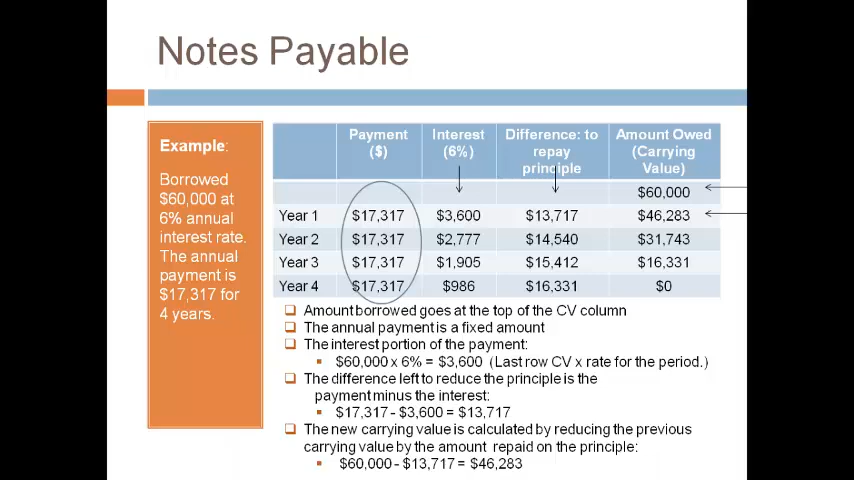 Notes Payable
Example:
Borrowed
$60,000 at
6% annual
interest rate.
The annual
payment is
$17,317 for
4 years.
Payment ($) Interest (6%) Difference: to repay principle Amount Owed (Carrying Value)
$60,000
Year 1 $17,317 $3,600 $13,717 $46,283
Year 2 $17,317 $2,777 $14,540 $31,743
Year 3 $17,317 $1,905 $15,412 $16,331
Year 4 $17,317 $986 $16,331 $0
Amount borrowed goes at the top of the CV column
The annual payment is a fixed amount
The interest portion of the payment:
$60,000 x 6% = $3,600 (Last row CV x rate for the period.)
The difference left to reduce the principle is the
payment minus the interest:
$17,317 - $3,600 = $13,717
The new carrying value is calculated by reducing the previous
carrying value by the amount repaid on the principle:
$60,000 - $13,717 = $46,283